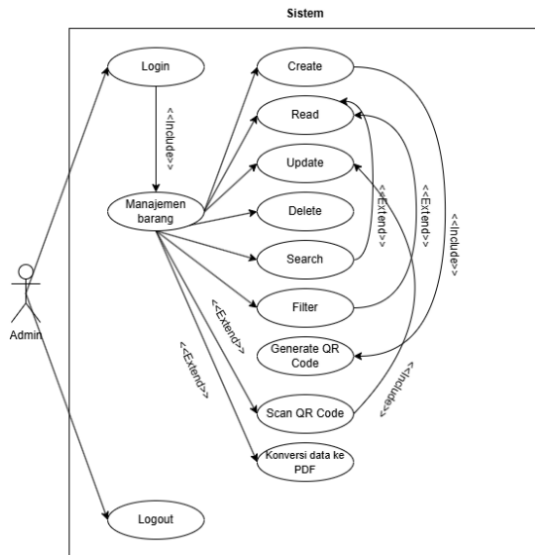 Sistem
Login
Create
Read
<<Include>>
Update
<<Extend>>
<<Extend>>
Manajemen
barang
Delete
<<Include>>
Search
Admin
Filter
<<Extend>>
Generate QR
Code
<<Extend>>
<<Include>>
Scan QR Code
Konversi data ke
PDF
Logout